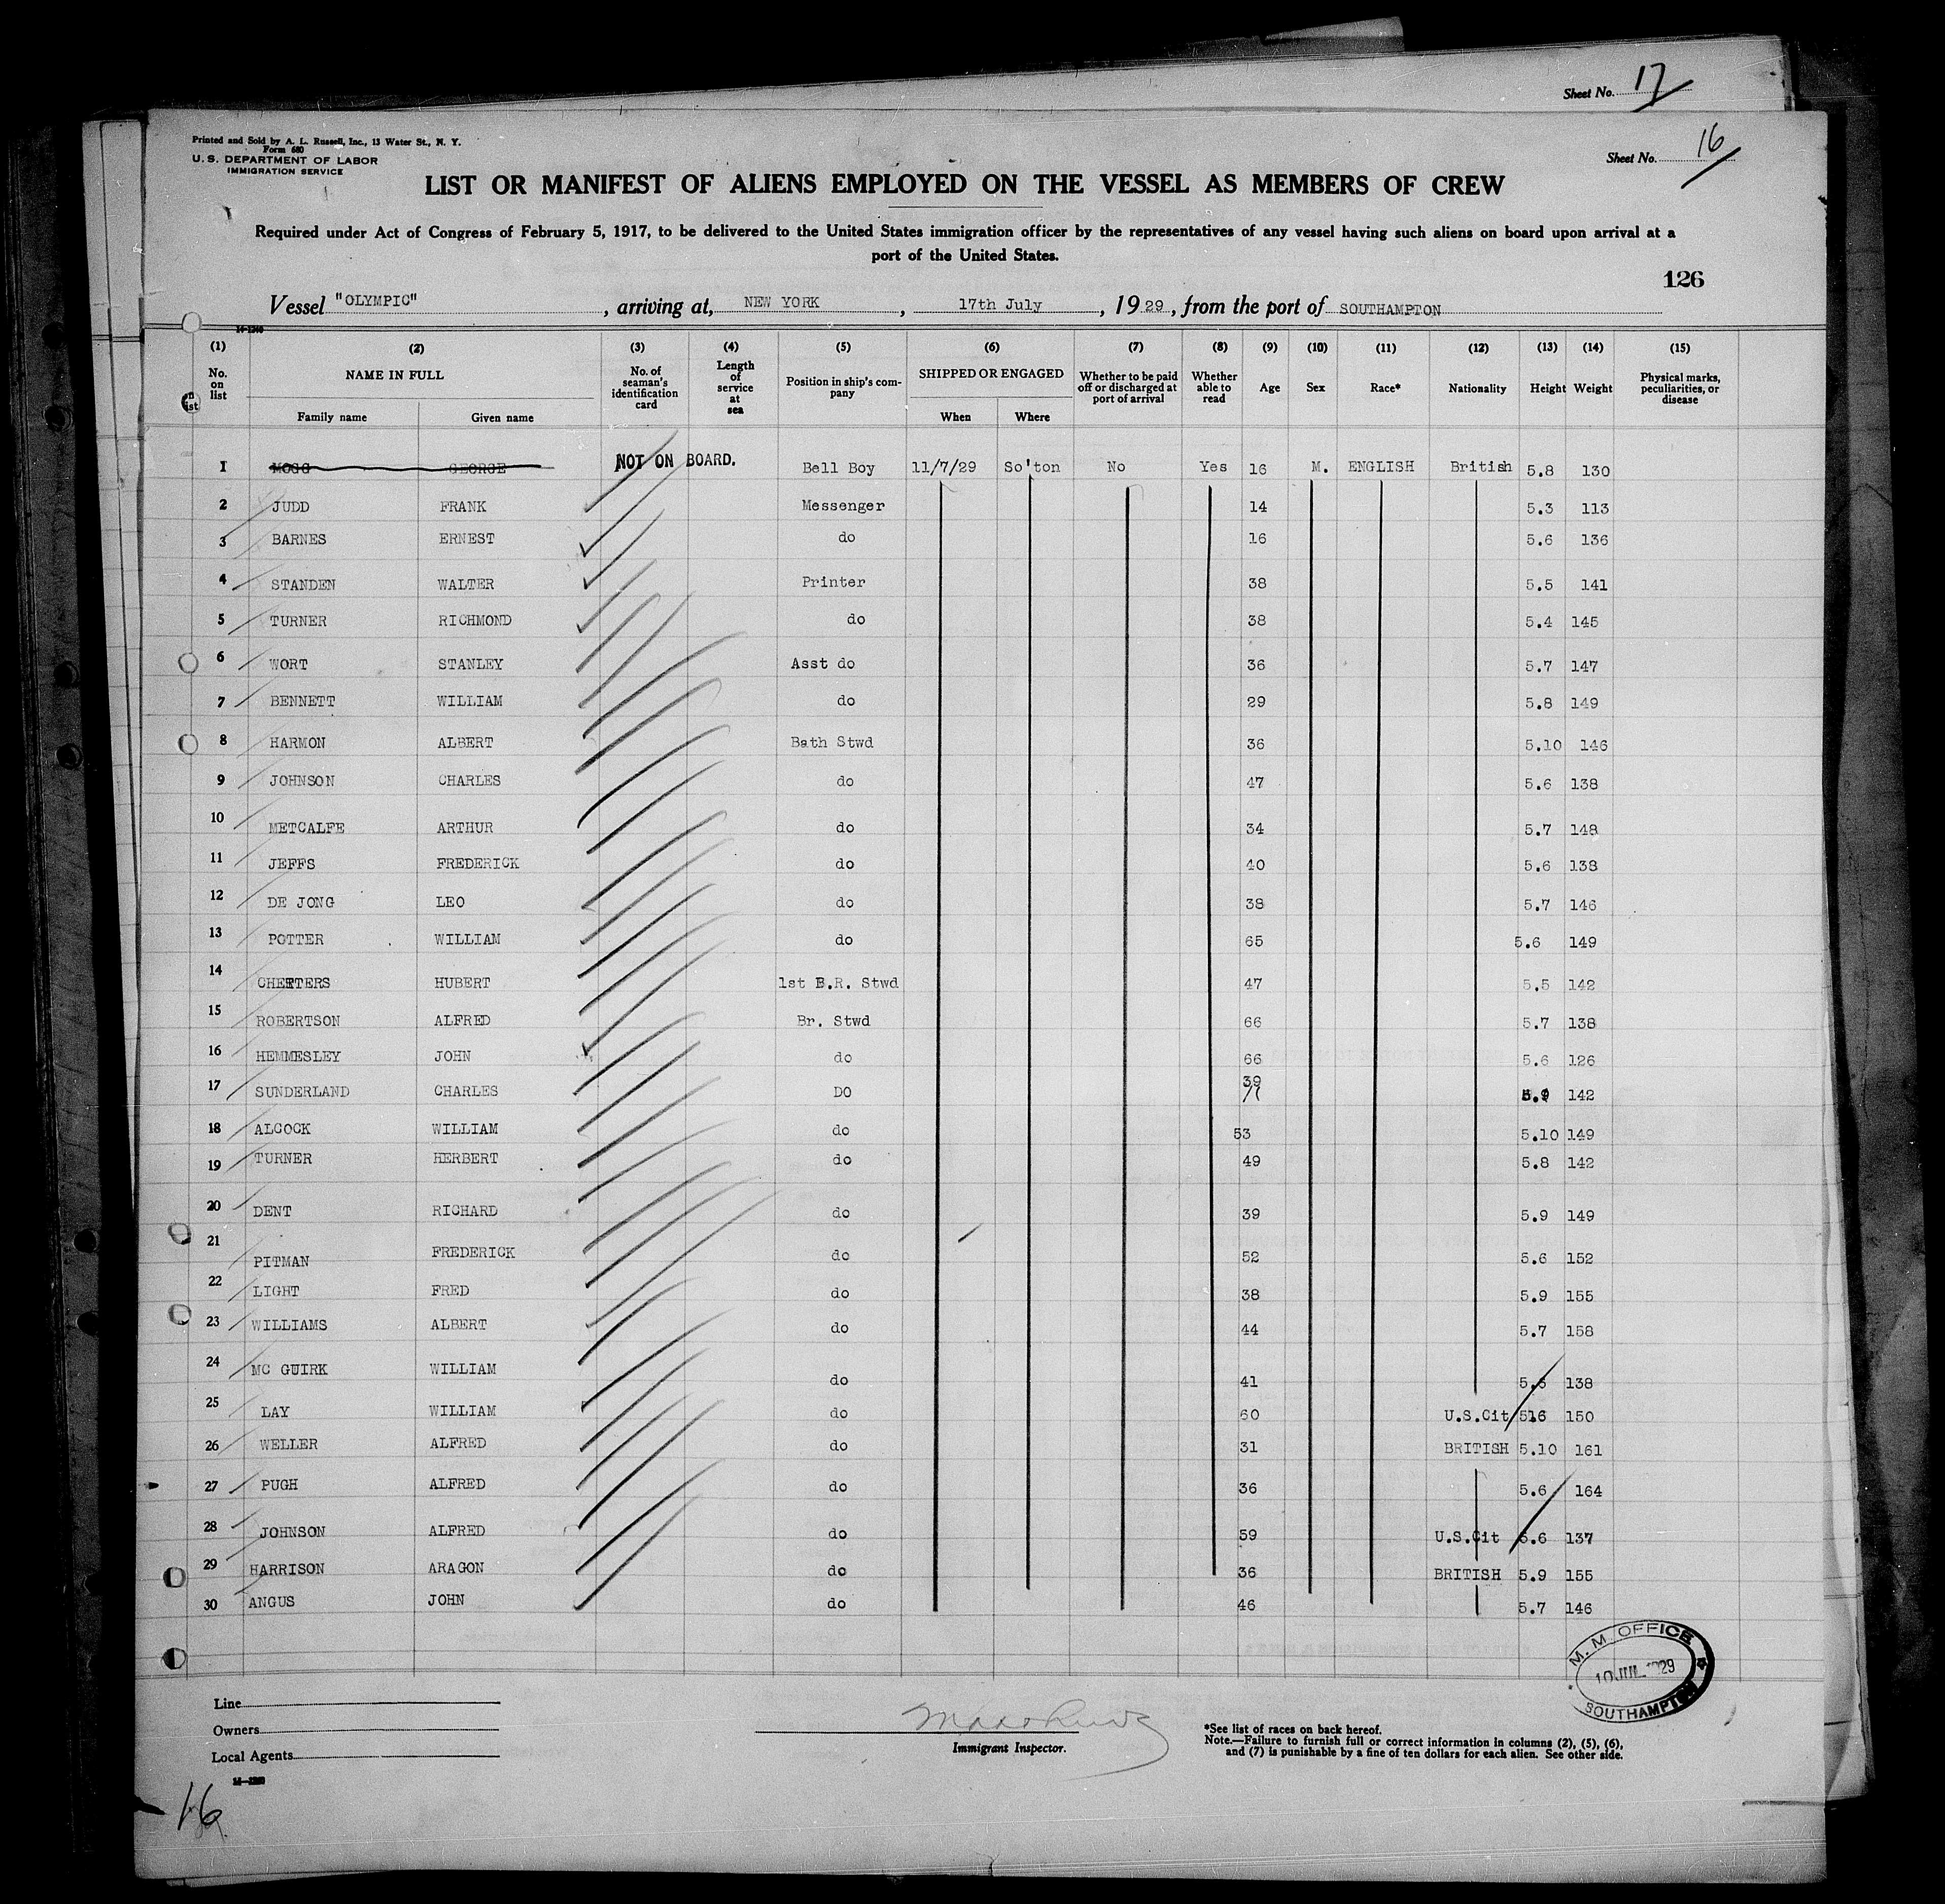 Sheet No. 17
Printed and Sold by A. L. Russell, Inc., 13 Water St., N. Y.
Form 680
U. S. DEPARTMENT OF LABOR
IMMIGRATION SERVICE
Sheet No. 16
LIST OR MANIFEST OF ALIENS EMPLOYED ON THE VESSEL AS MEMBERS OF CREW
Required under Act of Congress of February 5, 1917, to be delivered to the United States immigration officer by the representatives of any vessel having such aliens on board upon arrival at a
port of the United States.
126
Vessel "OLYMPIC", arriving at, NEW YORK, 17th July, 1929, from the port of SOUTHAMPTON
14-1240
(1) (2) (3) (4) (5) (6) (7) (8) (9) (10) (11) (12) (13) (14) (15)
No. on list NAME IN FULL Family name Given name No. of seaman's identification card Length of service at sea Position in ship's company SHIPPED OR ENGAGED When Where Whether to be paid off or discharged at port of arrival Whether able to read Age Sex Race* Nationality Height Weight Physical marks, peculiarities, or disease
1 MOGG GEORGE NOT ON BOARD. Bell Boy 11/7/29 So'ton No Yes 16 M. ENGLISH British 5.8 130
2 JUDD FRANK Messenger 14 5.3 113
3 BARNES ERNEST do 16 5.6 136
4 STANDEN WALTER Printer 38 5.5 141
5 TURNER RICHMOND do 38 5.4 145
6 WORT STANLEY Asst do 36 5.7 147
7 BENNETT WILLIAM do 29 5.8 149
8 HARMON ALBERT Bath Stwd 36 5.10 146
9 JOHNSON CHARLES do 47 5.6 138
10 METCALFE ARTHUR do 34 5.7 148
11 JEFFS FREDERICK do 40 5.6 138
12 DE JONG LEO do 38 5.7 146
13 POTTER WILLIAM do 65 5.6 149
14 HUBERT 1st B.R. Stwd 47 5.5 142
15 ROBERTSON ALFRED Br. Stwd 66 5.7 138
16 HEMMESLEY JOHN do 66 5.6 126
17 SUNDERLAND CHARLES DO 39 5.9 142
18 ALCOCK WILLIAM do 53 5.10 149
19 TURNER HERBERT do 49 5.8 142
20 DENT RICHARD do 39 5.9 149
21 PITMAN FREDERICK do 52 5.6 152
22 LIGHT FRED do 38 5.9 155
23 WILLIAMS ALBERT do 44 5.7 158
24 MC GUIRK WILLIAM do 41 138
25 LAY WILLIAM do 60 U.S.Cit 5.6 150
26 WELLER ALFRED do 31 BRITISH 5.10 161
27 PUGH ALFRED do 36 5.6 164
28 JOHNSON ALFRED do 59 U.S.Cit 5.6 137
29 HARRISON ARAGON do 36 BRITISH 5.9 155
30 ANGUS JOHN do 46 5.7 146
M. M. OFFICE
10 JUL 1929
SOUTHAMPTON
Line
Owners
Local Agents
Immigrant Inspector.
*See list of races on back hereof.
Note.—Failure to furnish full or correct information in columns (2), (5), (6),
and (7) is punishable by a fine of ten dollars for each alien. See other side.
16